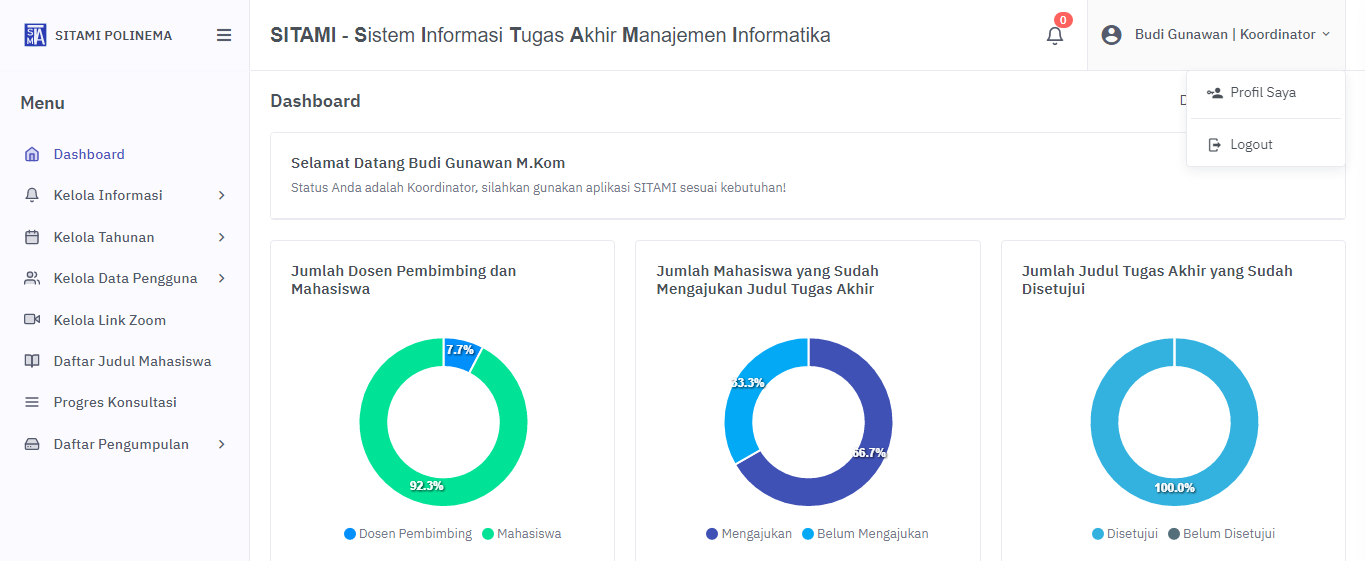 SITAMI POLINEMA
SITAMI - Sistem Informasi Tugas Akhir Manajemen Informatika
0
Budi Gunawan | Koordinator
Profil Saya
Logout
Menu
Dashboard
Kelola Informasi
Kelola Tahunan
Kelola Data Pengguna
Kelola Link Zoom
Daftar Judul Mahasiswa
Progres Konsultasi
Daftar Pengumpulan
Dashboard
Selamat Datang Budi Gunawan M.Kom
Status Anda adalah Koordinator, silahkan gunakan aplikasi SITAMI sesuai kebutuhan!
Jumlah Dosen Pembimbing dan
Mahasiswa
7.7%
92.3%
Dosen Pembimbing
Mahasiswa
Jumlah Mahasiswa yang Sudah
Mengajukan Judul Tugas Akhir
33.3%
66.7%
Mengajukan
Belum Mengajukan
Jumlah Judul Tugas Akhir yang Sudah
Disetujui
100.0%
Disetujui
Belum Disetujui